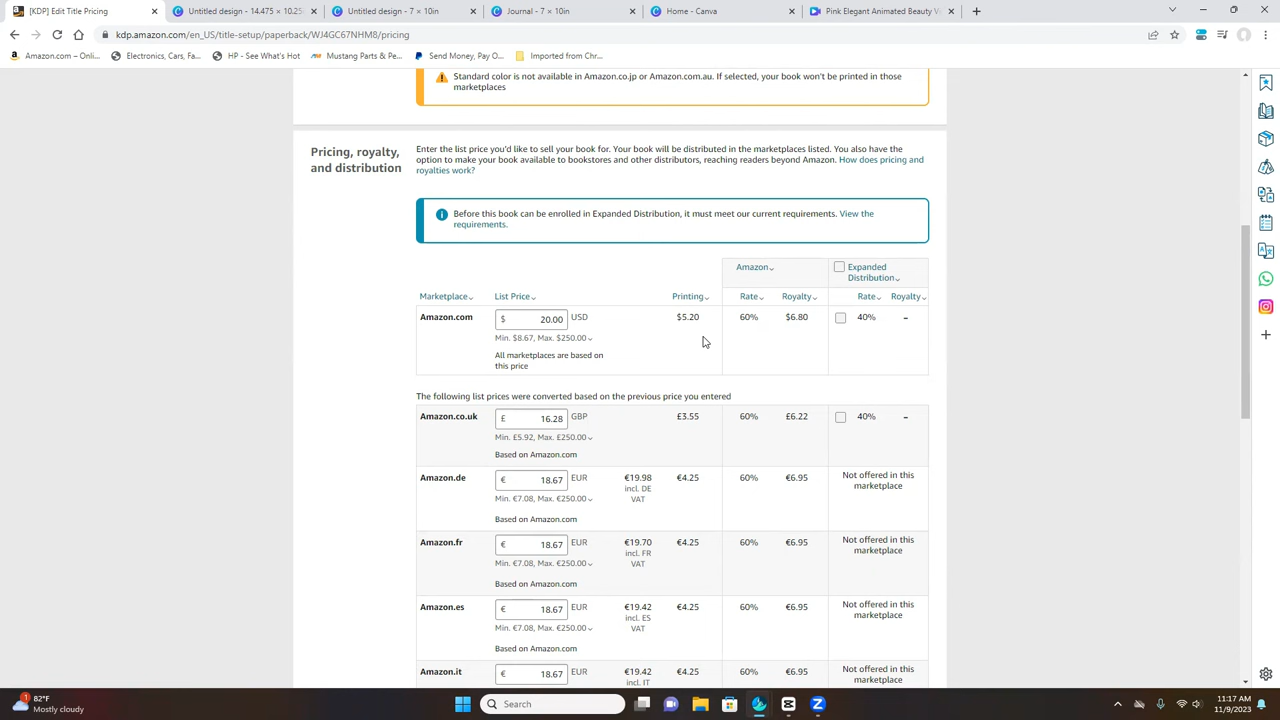 [KDP] Edit Title Pricing
Untitled design - 14.475 × 10.25i
Untitled design - 7 × 10in
Journal - 7 × 10in
Home - Canva
Pink Elegant Animated Beauty V
kdp.amazon.com/en_US/title-setup/paperback/WJ4GC67NHM8/pricing
Amazon.com – Onli...
Electronics, Cars, Fa...
HP - See What's Hot
Mustang Parts & Pe...
Send Money, Pay O...
Imported from Chr...
Standard color is not available in Amazon.co.jp or Amazon.com.au. If selected, your book won't be printed in those
marketplaces
Pricing, royalty,
and distribution
Enter the list price you'd like to sell your book for. Your book will be distributed in the marketplaces listed. You also have the
option to make your book available to bookstores and other distributors, reaching readers beyond Amazon. How does pricing and
royalties work?
Before this book can be enrolled in Expanded Distribution, it must meet our current requirements. View the
requirements.
Amazon
Expanded
Distribution
Marketplace List Price Printing Rate Royalty Rate Royalty
Amazon.com $ 20.00 USD $5.20 60% $6.80 40% –
Min. $8.67, Max. $250.00
All marketplaces are based on
this price
The following list prices were converted based on the previous price you entered
Amazon.co.uk £ 16.28 GBP £3.55 60% £6.22 40% –
Min. £5.92, Max. £250.00
Based on Amazon.com
Amazon.de € 18.67 EUR €19.98 €4.25 60% €6.95 Not offered in this
incl. DE marketplace
Min. €7.08, Max. €250.00 VAT
Based on Amazon.com
Amazon.fr € 18.67 EUR €19.70 €4.25 60% €6.95 Not offered in this
incl. FR marketplace
Min. €7.08, Max. €250.00 VAT
Based on Amazon.com
Amazon.es € 18.67 EUR €19.42 €4.25 60% €6.95 Not offered in this
incl. ES marketplace
Min. €7.08, Max. €250.00 VAT
Based on Amazon.com
Amazon.it € 18.67 EUR €19.42 €4.25 60% €6.95 Not offered in this
incl. IT marketplace
1
82°F
Mostly cloudy
Search
11:17 AM
11/9/2023